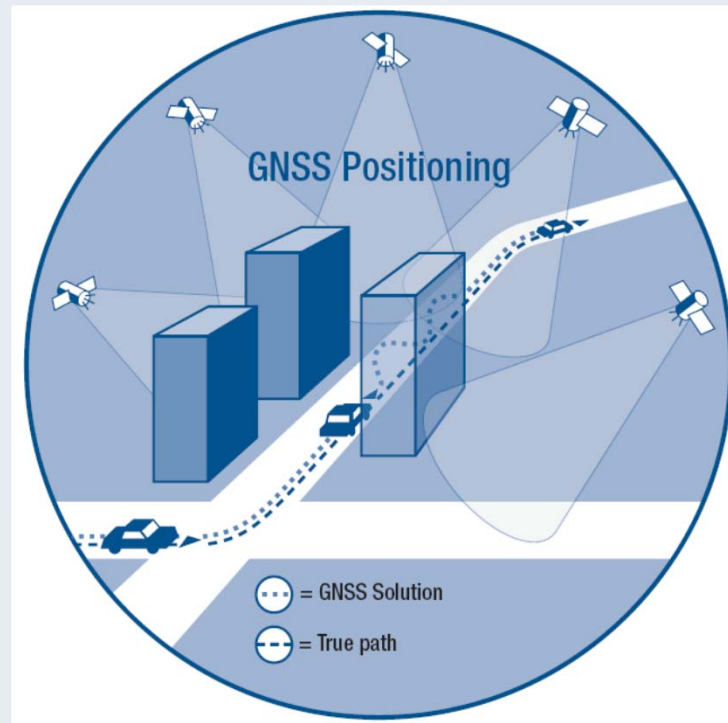 GNSS Positioning
= GNSS Solution
= True path